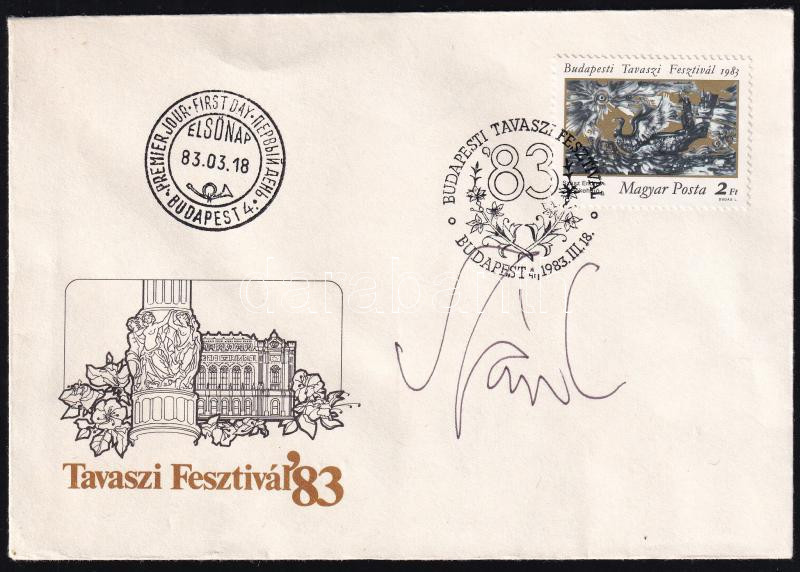 Budapesti Tavaszi Fesztivál 1983
Magyar Posta 2 Ft
PREMIER JOUR · FIRST DAY · ПЕРВЫЙ ДЕНЬ ·
ELSŐNAP
83.03.18
BUDAPEST 4.
BUDAPESTI TAVASZI FESZTIVÁL
'83
BUDAPEST 4, 1983. III. 18.
Tavaszi Fesztivál '83